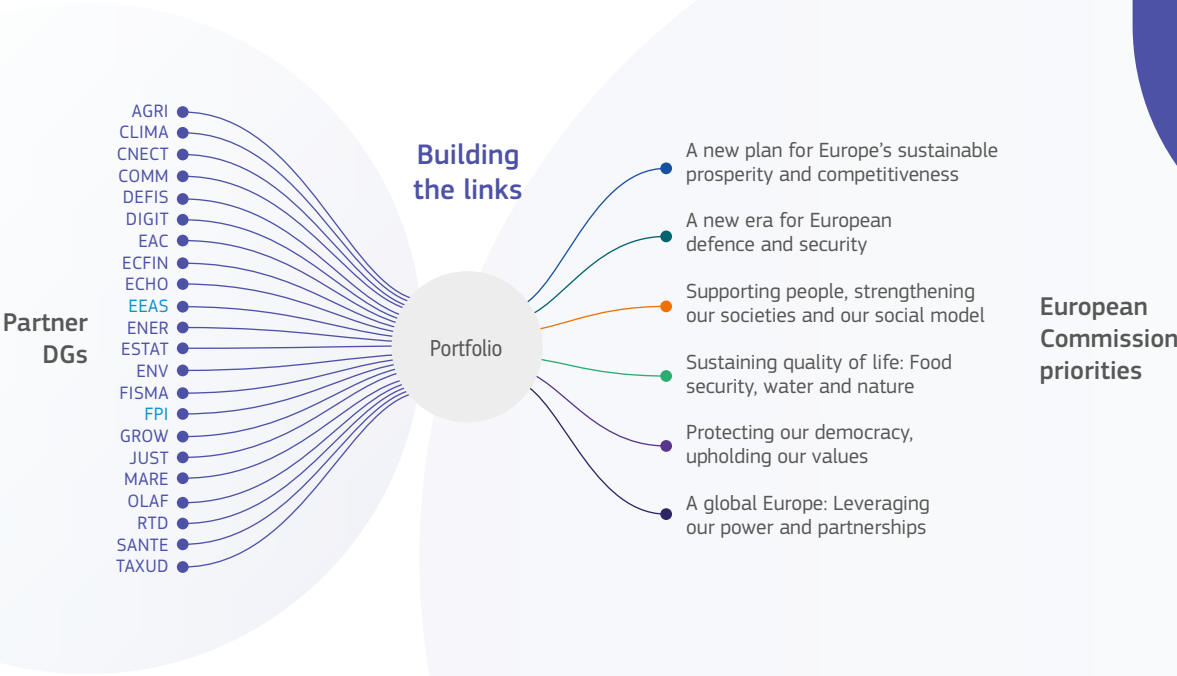 Partner
DGs
AGRI
CLIMA
CNECT
COMM
DEFIS
DIGIT
EAC
ECFIN
ECHO
EEAS
ENER
ESTAT
ENV
FISMA
FPI
GROW
JUST
MARE
OLAF
RTD
SANTE
TAXUD
Building
the links
Portfolio
A new plan for Europe’s sustainable
prosperity and competitiveness
A new era for European
defence and security
Supporting people, strengthening
our societies and our social model
Sustaining quality of life: Food
security, water and nature
Protecting our democracy,
upholding our values
A global Europe: Leveraging
our power and partnerships
European
Commission
priorities